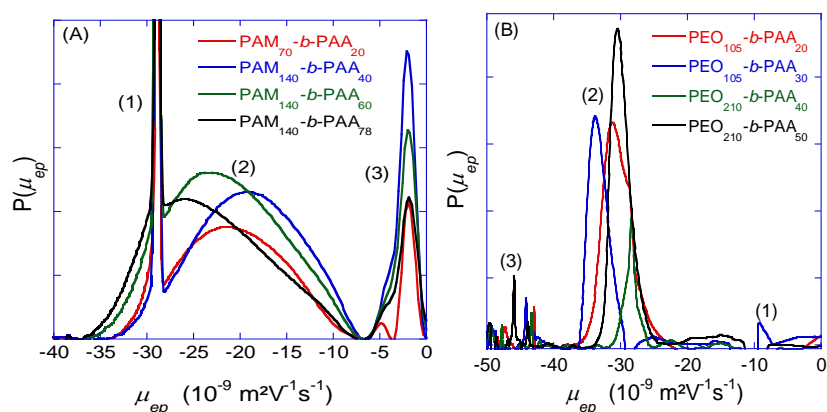 (A)
PAM70-b-PAA20
PAM140-b-PAA40
PAM140-b-PAA60
PAM140-b-PAA78
(1)
(2)
(3)
P(μep)
-40 -35 -30 -25 -20 -15 -10 -5 0
μep (10-9 m²V-1s-1)
(B)
PEO105-b-PAA20
PEO105-b-PAA30
PEO210-b-PAA40
PEO210-b-PAA50
(2)
(3)
(1)
P(μep)
-50 -40 -30 -20 -10 0
μep (10-9 m²V-1s-1)